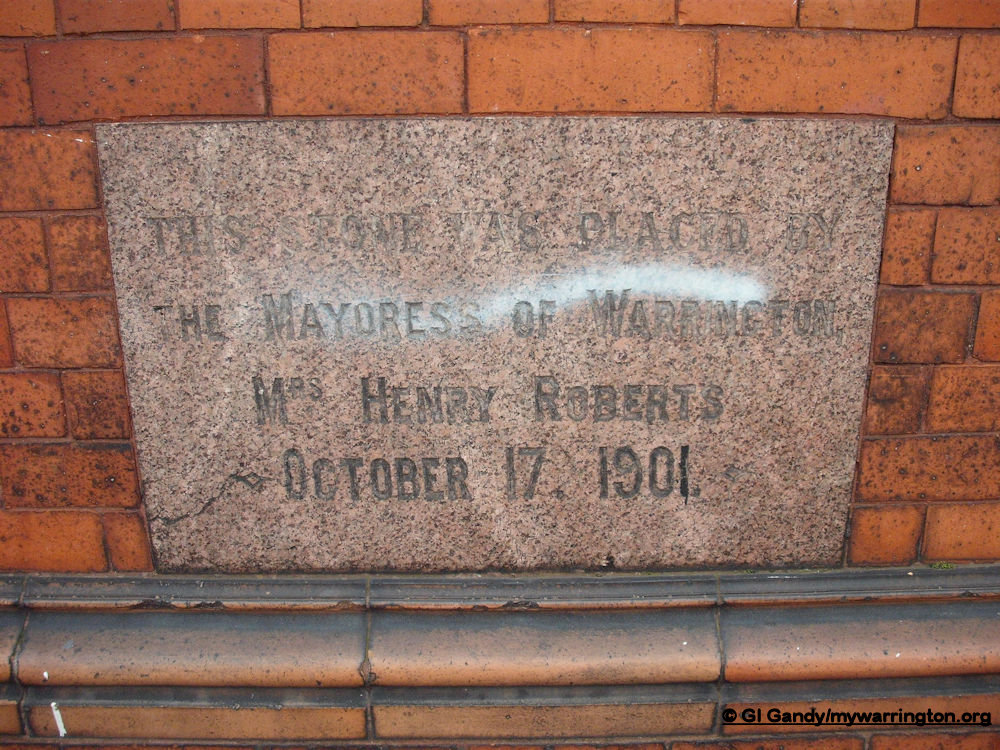 THIS STONE WAS PLACED BY
THE MAYORESS OF WARRINGTON,
MRS HENRY ROBERTS
OCTOBER 17. 1901.
© GI Gandy/mywarrington.org